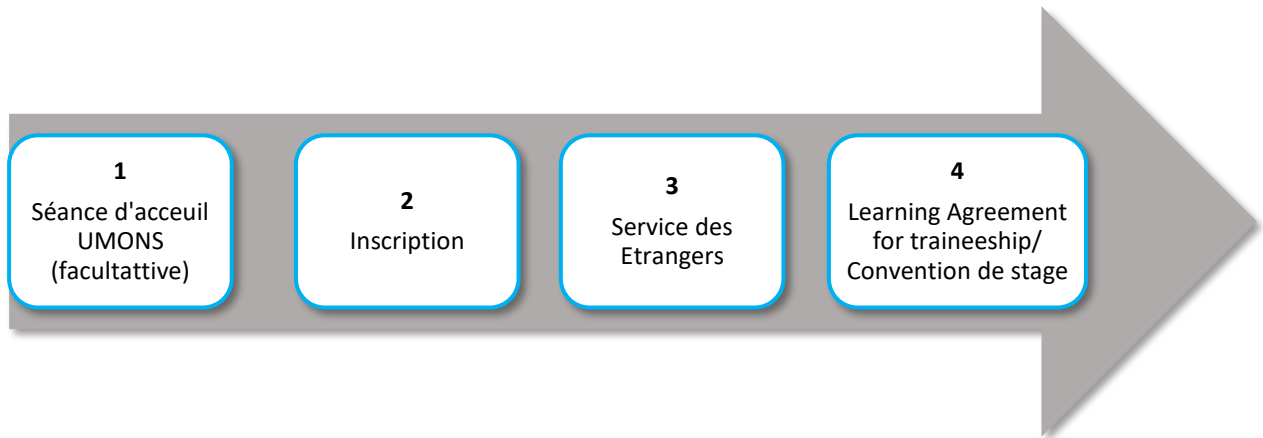 1
Séance d'acceuil
UMONS
(facultattive)
2
Inscription
3
Service des
Etrangers
4
Learning Agreement
for traineeship/
Convention de stage